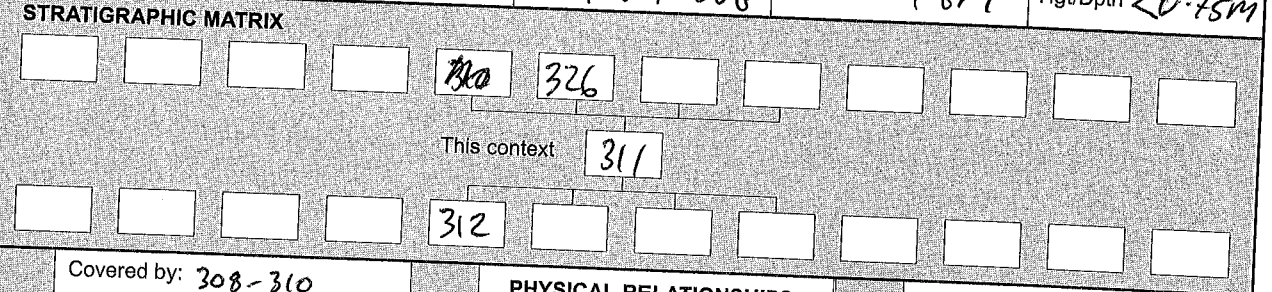 STRATIGRAPHIC MATRIX
326
This context 311
312
Covered by: 308-310
PHYSICAL RELATIONSHIPS